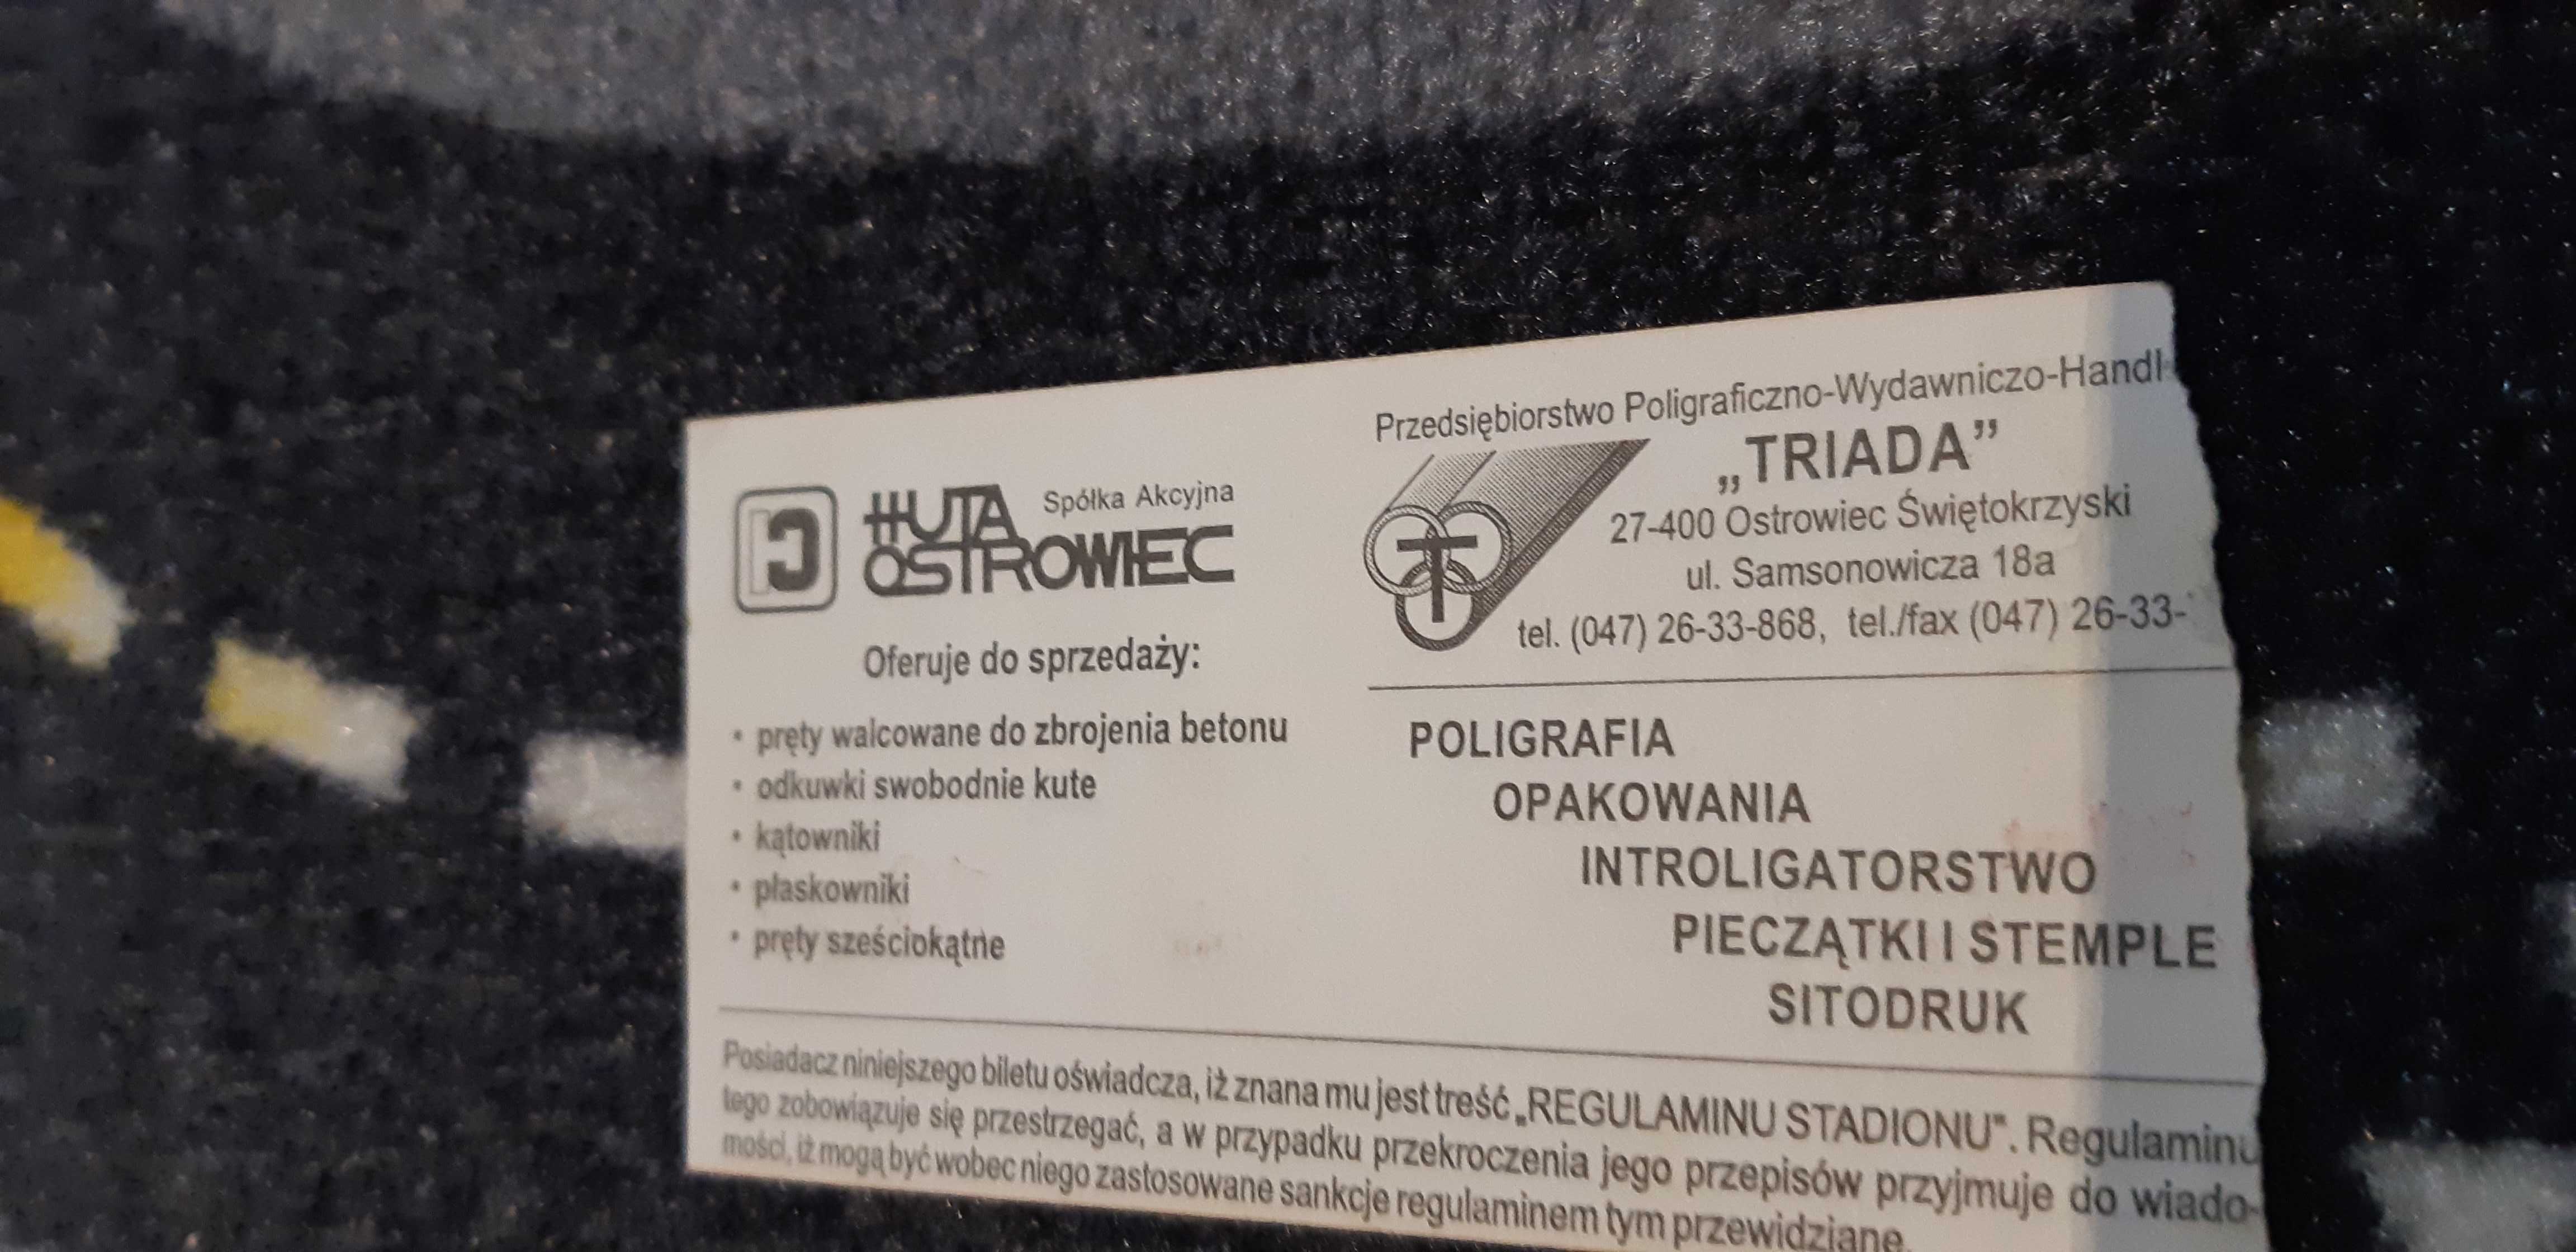 HUTA Spółka Akcyjna
OSTROWIEC
Oferuje do sprzedaży:
• pręty walcowane do zbrojenia betonu
• odkuwki swobodnie kute
• kątowniki
• płaskowniki
• pręty sześciokątne
Przedsiębiorstwo Poligraficzno-Wydawniczo-Handl
„TRIADA”
27-400 Ostrowiec Świętokrzyski
ul. Samsonowicza 18a
tel. (047) 26-33-868, tel./fax (047) 26-33-
T
POLIGRAFIA
OPAKOWANIA
INTROLIGATORSTWO
PIECZĄTKI I STEMPLE
SITODRUK
Posiadacz niniejszego biletu oświadcza, iż znana mu jest treść „REGULAMINU STADIONU”. Regulaminu
tego zobowiązuje się przestrzegać, a w przypadku przekroczenia jego przepisów przyjmuje do wiado-
mości, iż mogą być wobec niego zastosowane sankcje regulaminem tym przewidziane.